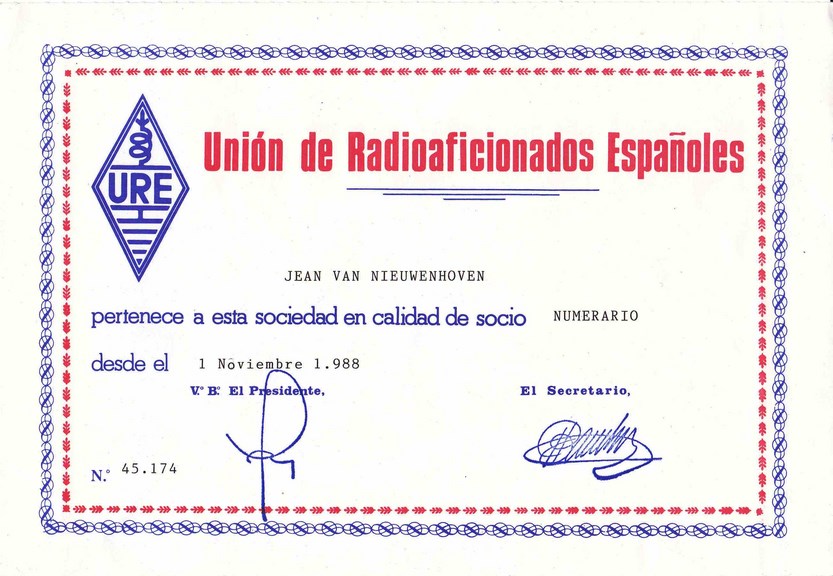 Unión de Radioaficionados Españoles
URE
JEAN VAN NIEUWENHOVEN
pertenece a esta sociedad en calidad de socio NUMERARIO
desde el 1 Noviembre 1.988
V.º B.º El Presidente, El Secretario,
N.º 45.174